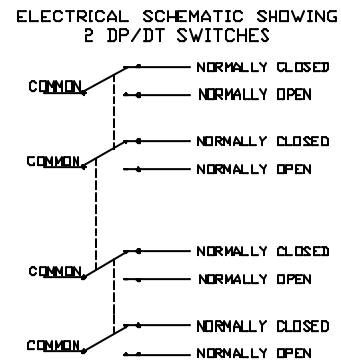 ELECTRICAL SCHEMATIC SHOWING
2 DP/DT SWITCHES
NORMALLY CLOSED
COMMON
NORMALLY OPEN
NORMALLY CLOSED
COMMON
NORMALLY OPEN
NORMALLY CLOSED
COMMON
NORMALLY OPEN
NORMALLY CLOSED
COMMON
NORMALLY OPEN